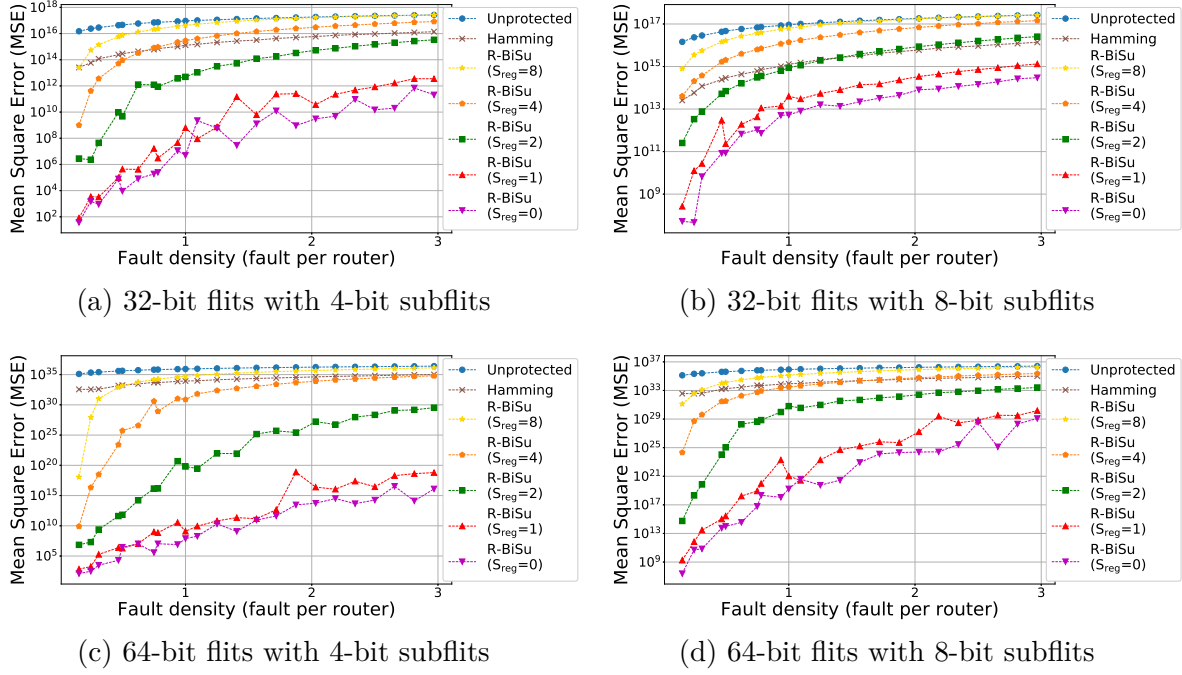 Mean Square Error (MSE)
10^18
10^16
10^14
10^12
10^10
10^8
10^6
10^4
10^2
1
2
3
Fault density (fault per router)
Unprotected
Hamming
R-BiSu
(S_reg=8)
R-BiSu
(S_reg=4)
R-BiSu
(S_reg=2)
R-BiSu
(S_reg=1)
R-BiSu
(S_reg=0)
(a) 32-bit flits with 4-bit subflits
Mean Square Error (MSE)
10^17
10^15
10^13
10^11
10^9
1
2
3
Fault density (fault per router)
Unprotected
Hamming
R-BiSu
(S_reg=8)
R-BiSu
(S_reg=4)
R-BiSu
(S_reg=2)
R-BiSu
(S_reg=1)
R-BiSu
(S_reg=0)
(b) 32-bit flits with 8-bit subflits
Mean Square Error (MSE)
10^35
10^30
10^25
10^20
10^15
10^10
10^5
1
2
3
Fault density (fault per router)
Unprotected
Hamming
R-BiSu
(S_reg=8)
R-BiSu
(S_reg=4)
R-BiSu
(S_reg=2)
R-BiSu
(S_reg=1)
R-BiSu
(S_reg=0)
(c) 64-bit flits with 4-bit subflits
Mean Square Error (MSE)
10^37
10^33
10^29
10^25
10^21
10^17
10^13
10^9
1
2
3
Fault density (fault per router)
Unprotected
Hamming
R-BiSu
(S_reg=8)
R-BiSu
(S_reg=4)
R-BiSu
(S_reg=2)
R-BiSu
(S_reg=1)
R-BiSu
(S_reg=0)
(d) 64-bit flits with 8-bit subflits